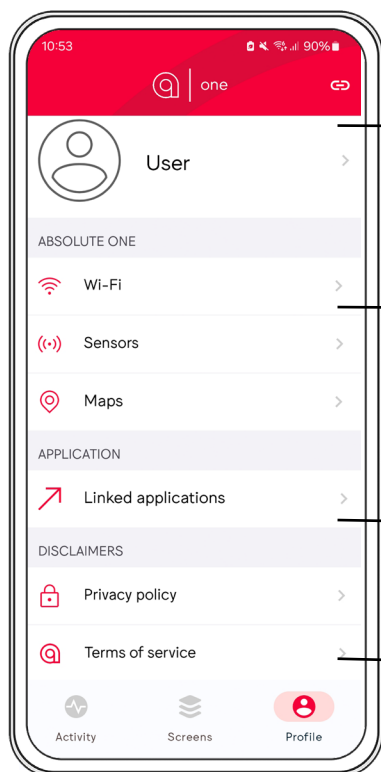 10:53
90%
one
User
ABSOLUTE ONE
Wi-Fi
Sensors
Maps
APPLICATION
Linked applications
DISCLAIMERS
Privacy policy
Terms of service
Activity Screens Profile